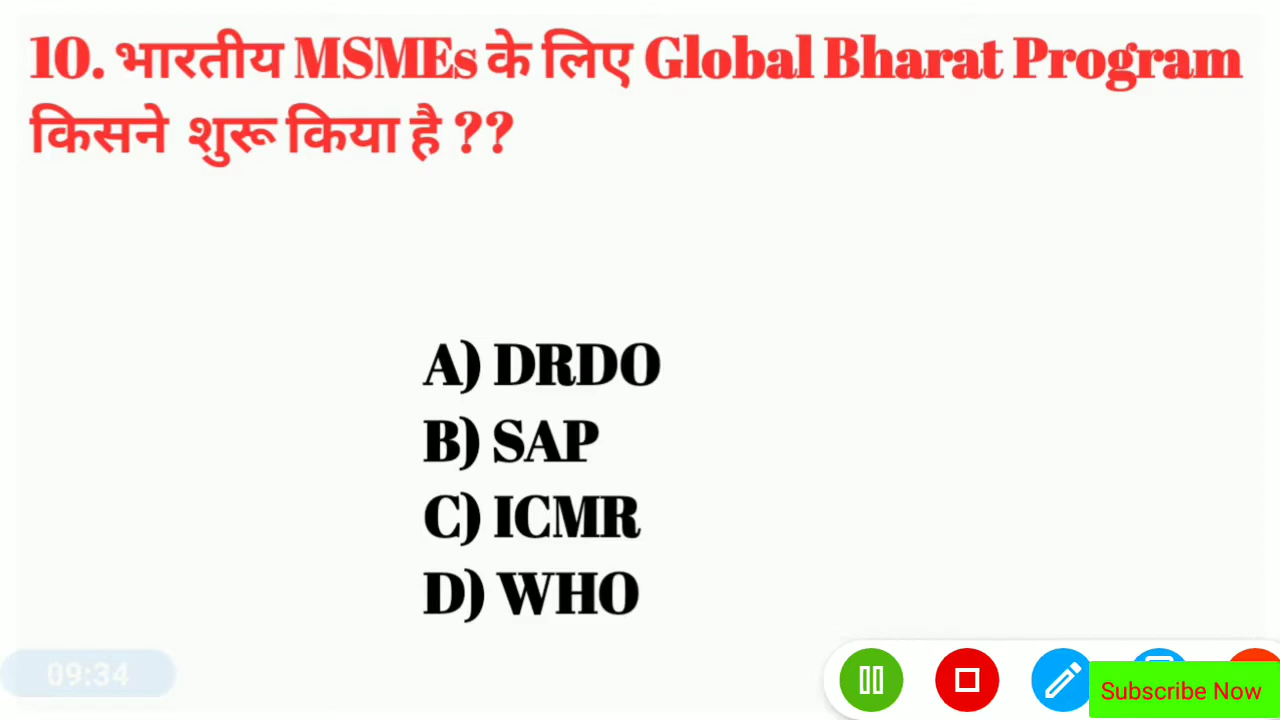 10. भारतीय MSMEs के लिए Global Bharat Program
किसने शुरू किया है ??
A) DRDO
B) SAP
C) ICMR
D) WHO
09:34
Subscribe Now